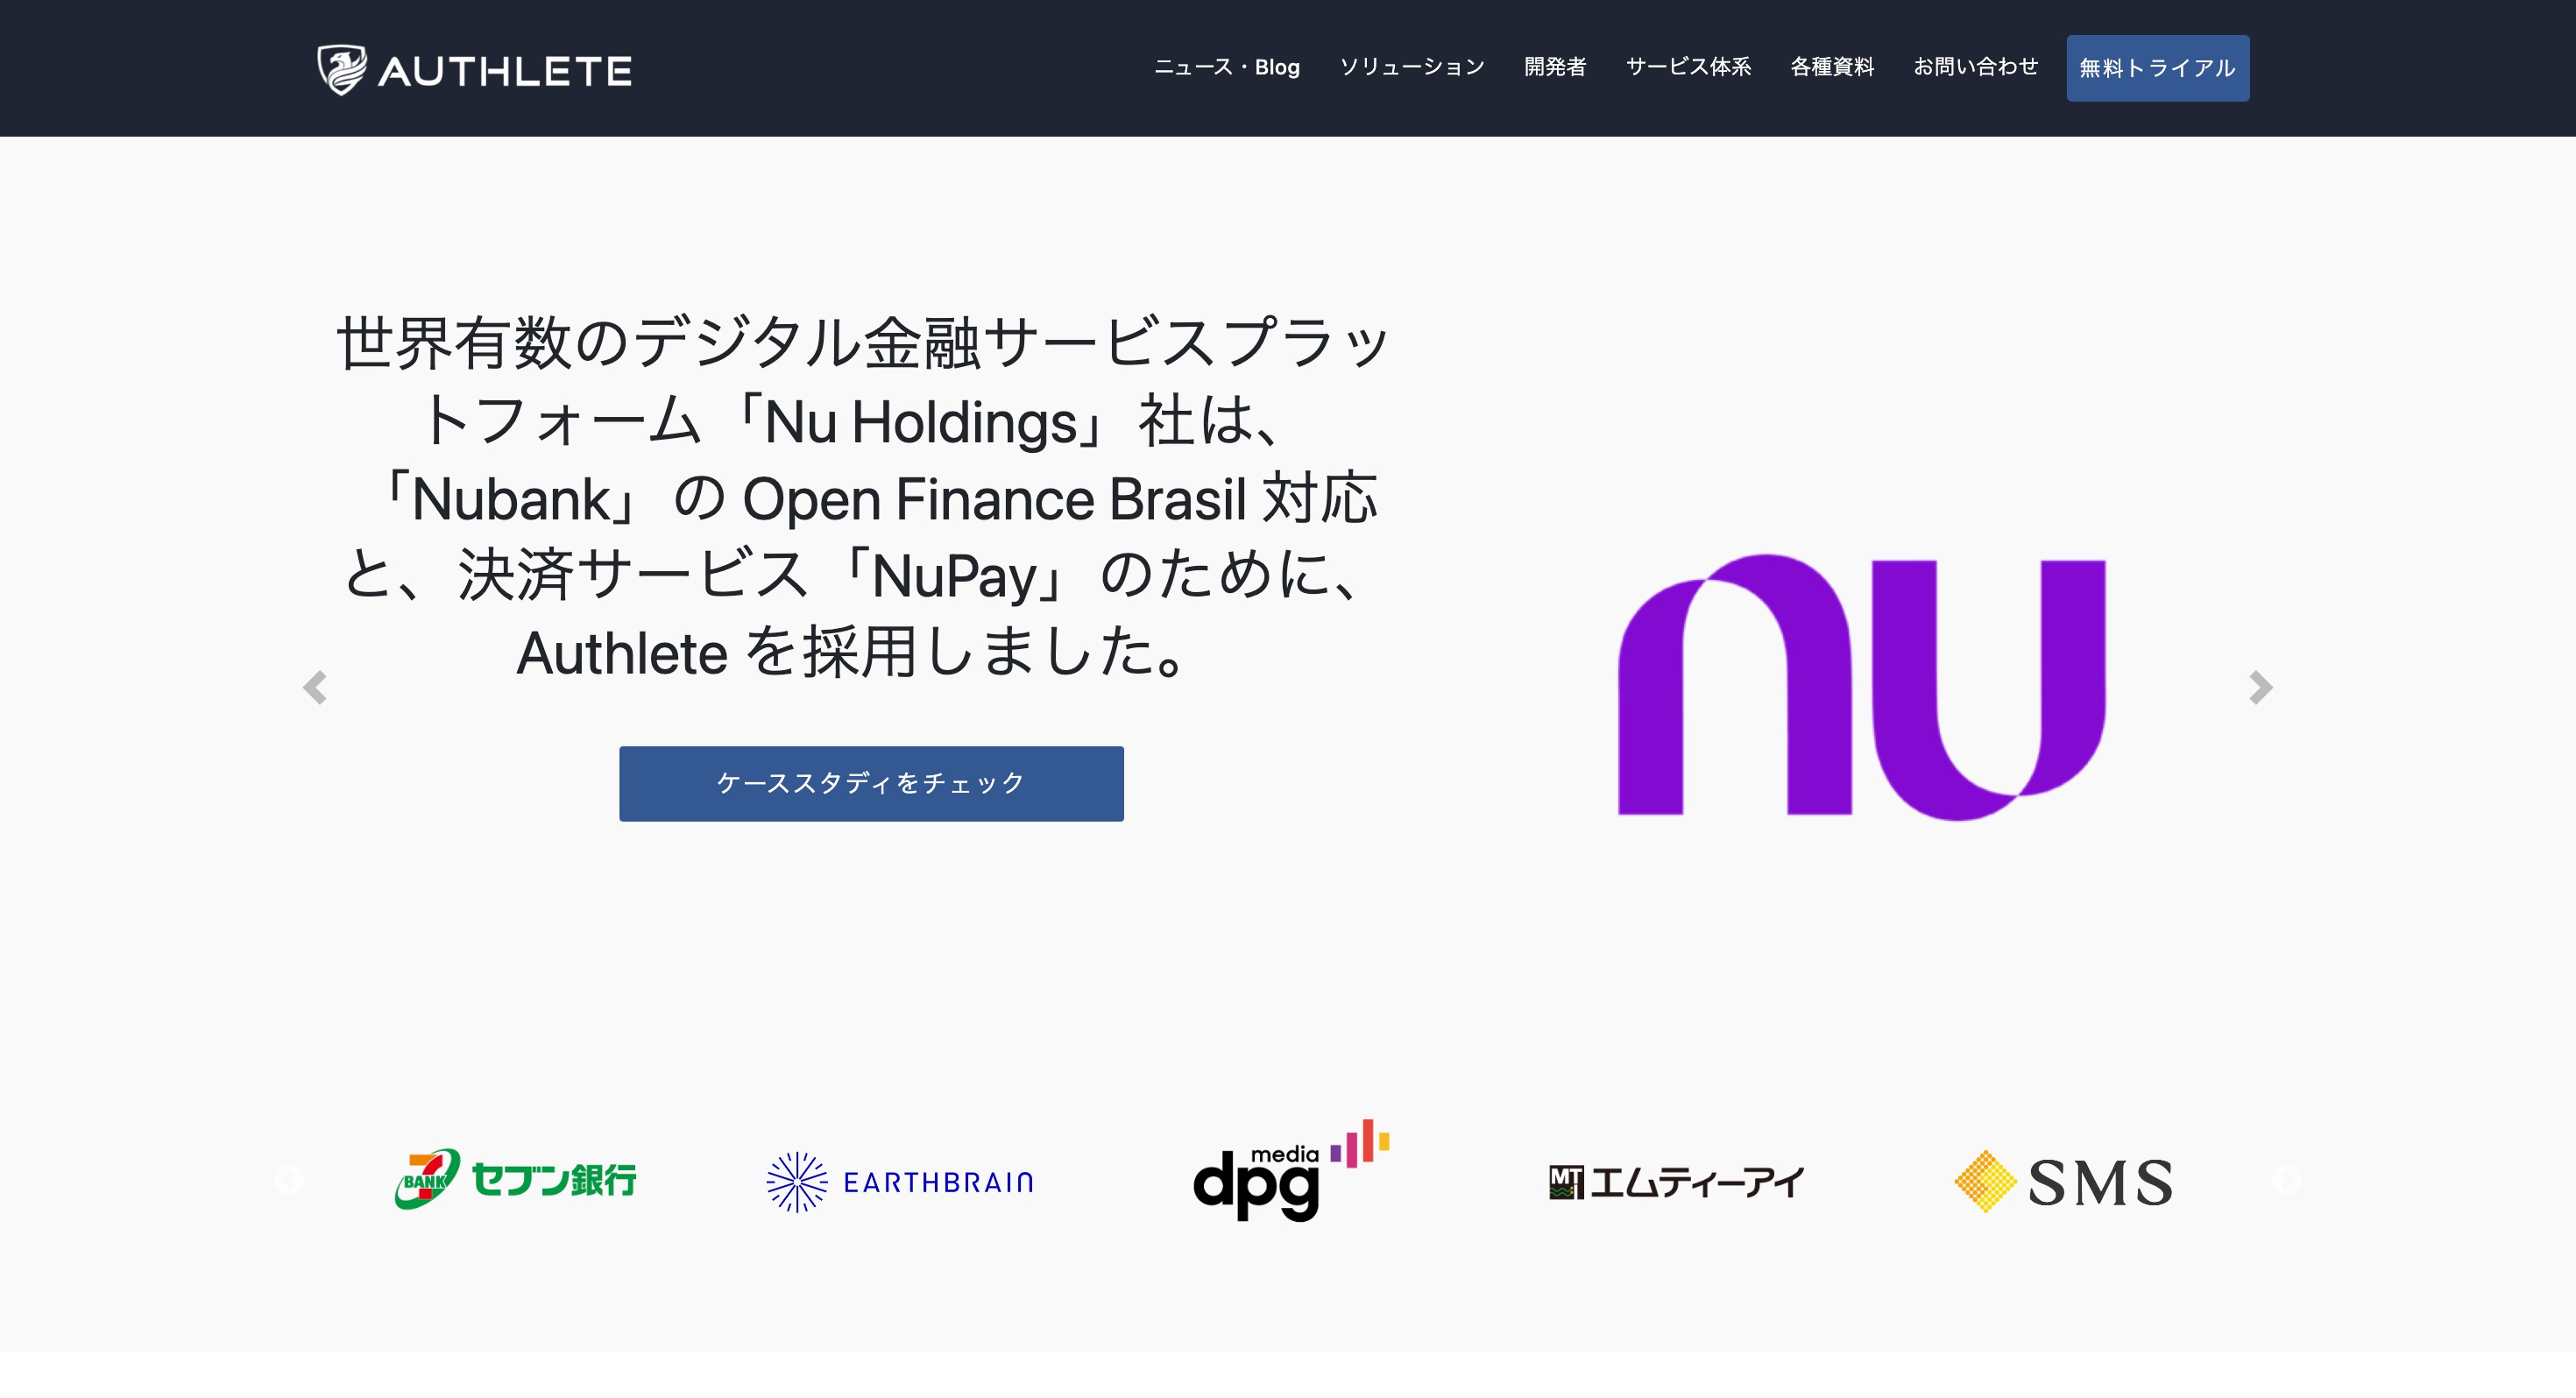 AUTHLETE
ニュース・Blog ソリューション 開発者 サービス体系 各種資料 お問い合わせ 無料トライアル
世界有数のデジタル金融サービスプラッ
トフォーム「Nu Holdings」社は、
「Nubank」の Open Finance Brasil 対応
と、決済サービス「NuPay」のために、
Authlete を採用しました。
nu
ケーススタディをチェック
7 BANK セブン銀行
EARTHBRAIN
media
dpg
MTI エムティーアイ
SMS